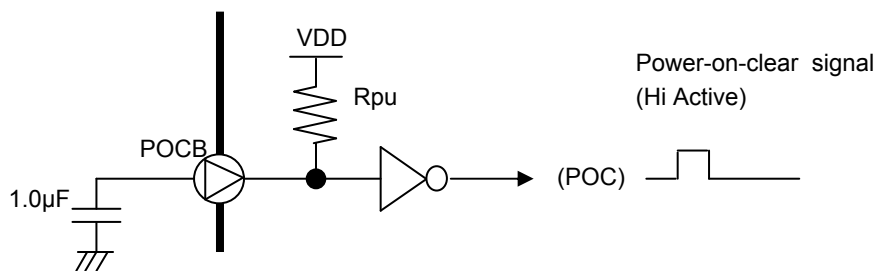 VDD
Rpu
Power-on-clear signal
(Hi Active)
POCB
1.0µF
(POC)